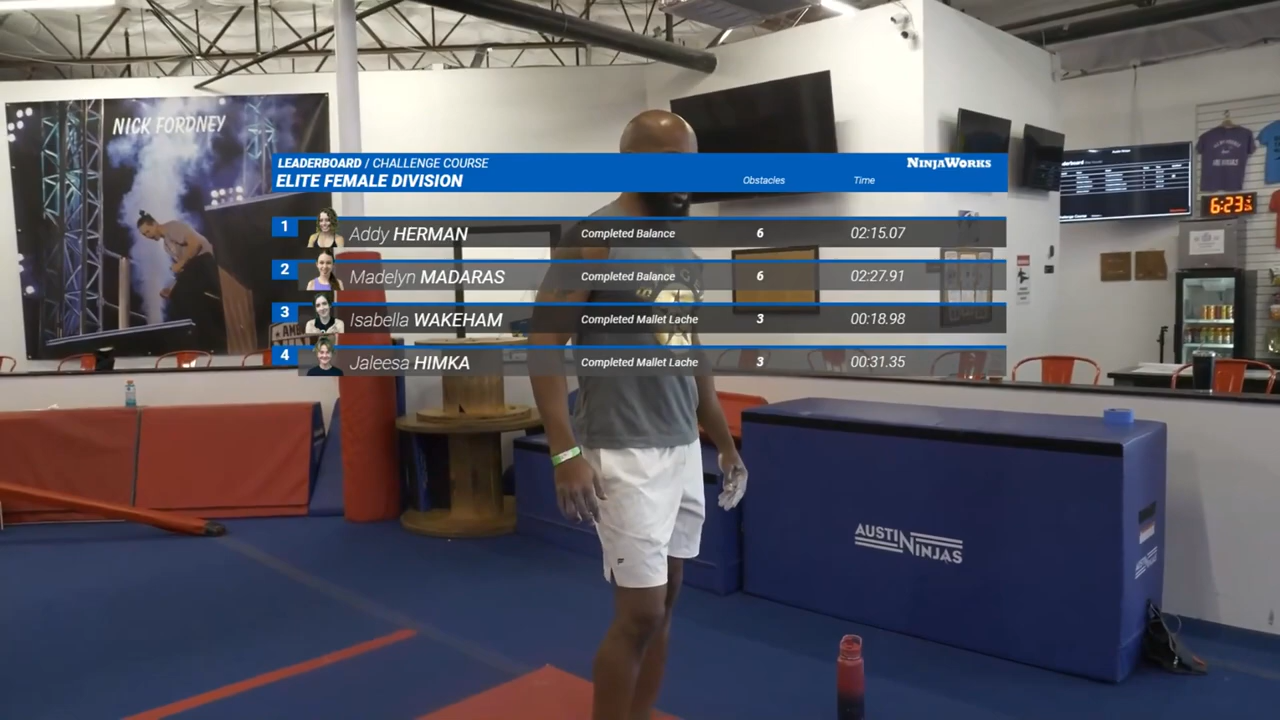 NICK FORDNEY
LEADERBOARD / CHALLENGE COURSE
NINJAWORKS
ELITE FEMALE DIVISION
Obstacles
Time
1 Addy HERMAN Completed Balance 6 02:15.07
2 Madelyn MADARAS Completed Balance 6 02:27.91
3 Isabella WAKEHAM Completed Mallet Lache 3 00:18.98
4 Jaleesa HIMKA Completed Mallet Lache 3 00:31.35
6:23
AUSTIN NINJAS